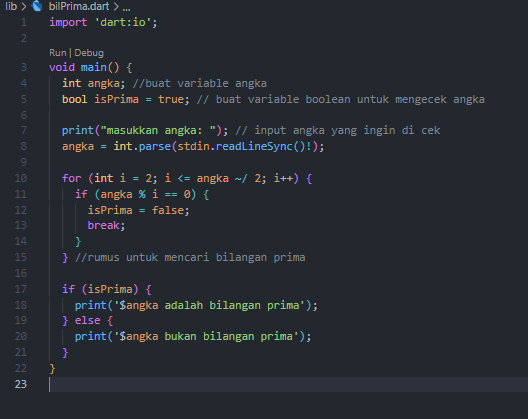 lib > bilPrima.dart > ...
1 import 'dart:io';
2
Run | Debug
3 void main() {
4   int angka; //buat variable angka
5   bool isPrima = true; // buat variable boolean untuk mengecek angka
6
7   print("masukkan angka: "); // input angka yang ingin di cek
8   angka = int.parse(stdin.readLineSync()!);
9
10   for (int i = 2; i <= angka ~/ 2; i++) {
11     if (angka % i == 0) {
12       isPrima = false;
13       break;
14     }
15   } //rumus untuk mencari bilangan prima
16
17   if (isPrima) {
18     print('$angka adalah bilangan prima');
19   } else {
20     print('$angka bukan bilangan prima');
21   }
22 }
23